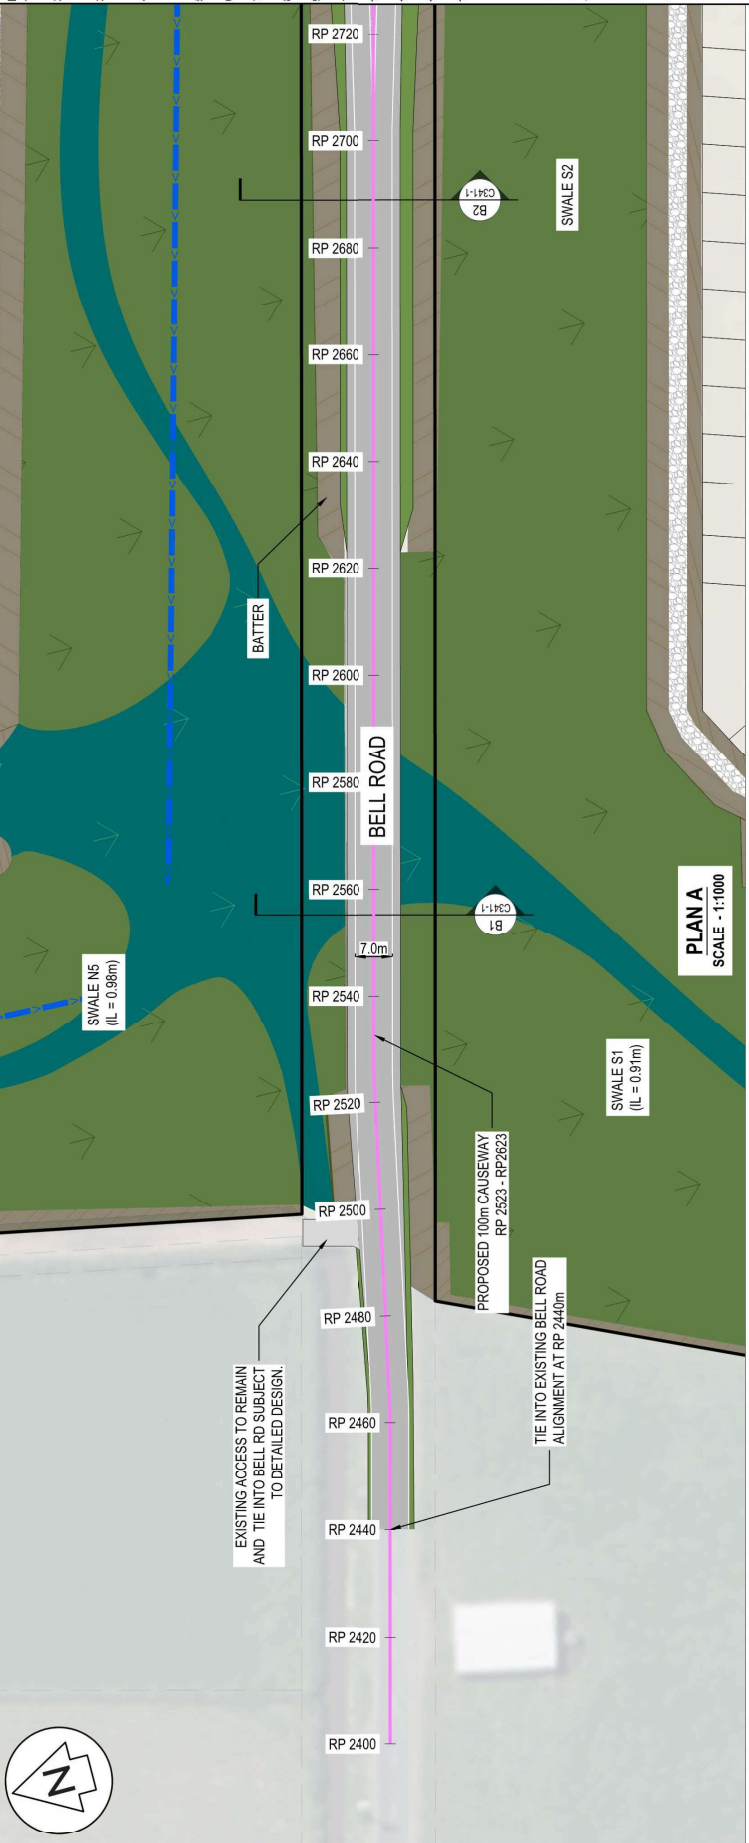 RP 2720
RP 2700
B2
C341-1
SWALE S2
RP 2680
RP 2660
RP 2640
RP 2620
BATTER
RP 2600
RP 2580
BELL ROAD
RP 2560
B1
C341-1
PLAN A
SCALE - 1:1000
7.0m
SWALE N5
(IL = 0.98m)
RP 2540
SWALE S1
(IL = 0.91m)
RP 2520
PROPOSED 100m CAUSEWAY
RP 2523 - RP2623
RP 2500
RP 2480
EXISTING ACCESS TO REMAIN
AND TIE INTO BELL RD SUBJECT
TO DETAILED DESIGN.
TIE INTO EXISTING BELL ROAD
ALIGNMENT AT RP 2440m
RP 2460
RP 2440
RP 2420
RP 2400
N